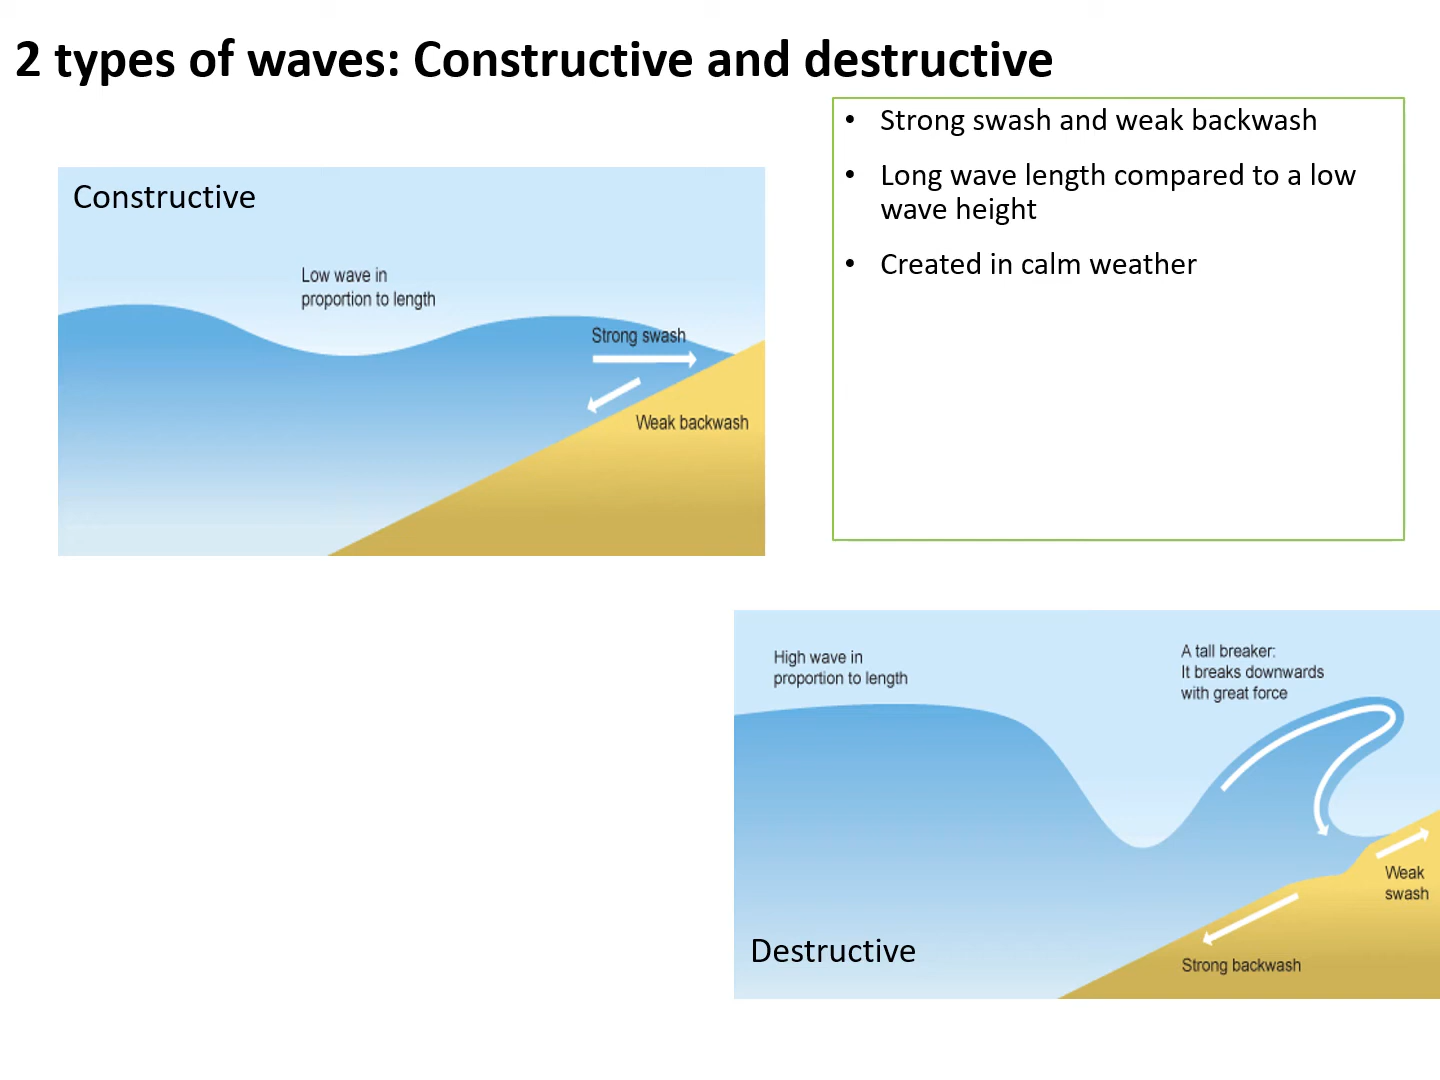 2 types of waves: Constructive and destructive
• Strong swash and weak backwash
• Long wave length compared to a low
wave height
• Created in calm weather
Constructive
Low wave in
proportion to length
Strong swash
Weak backwash
High wave in
proportion to length
A tall breaker:
It breaks downwards
with great force
Weak
swash
Destructive
Strong backwash